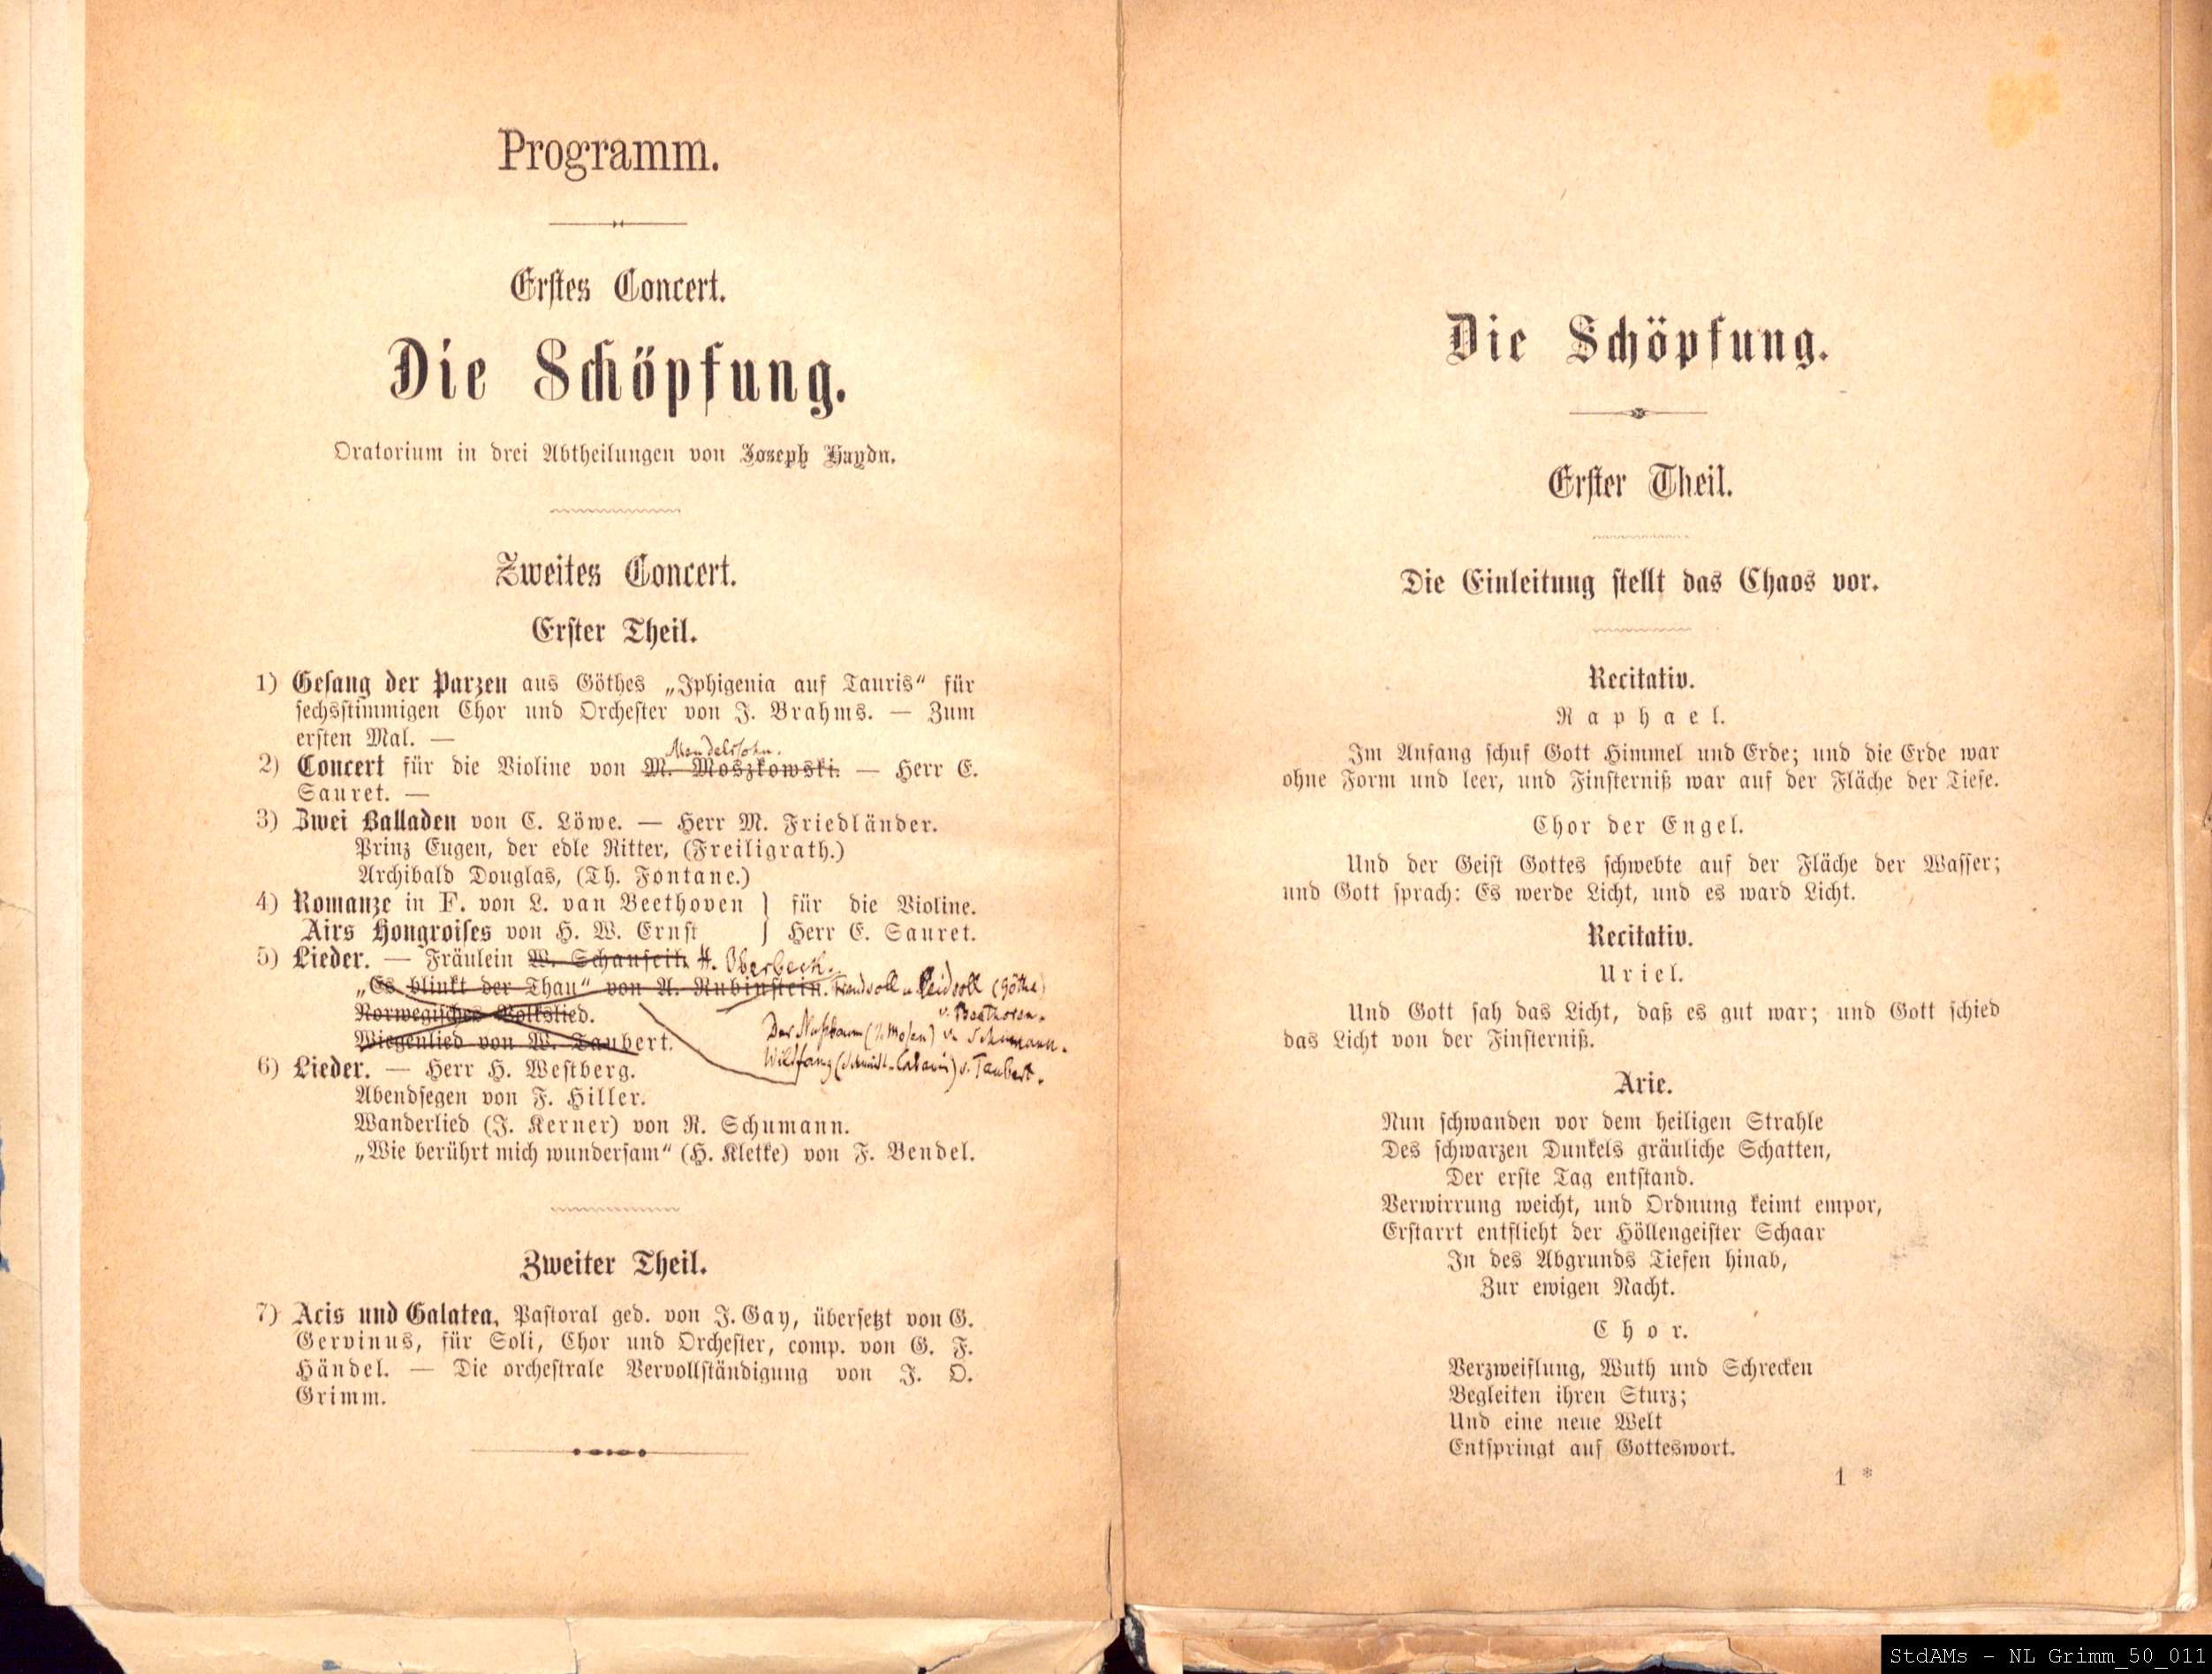 Programm.
Erstes Concert.
Die Schöpfung.
Oratorium in drei Abtheilungen von Joseph Haydn.
Zweites Concert.
Erster Theil.
1) Gesang der Parzen aus Göthes „Iphigenia auf Tauris“ für
sechsstimmigen Chor und Orchester von J. Brahms. — Zum
ersten Mal. —
Mendelssohn.
2) Concert für die Violine von M. Moszkowski. — Herr E.
Sauret. —
3) Zwei Balladen von C. Löwe. — Herr M. Friedländer.
Prinz Eugen, der edle Ritter, (Freiligrath.)
Archibald Douglas, (Th. Fontane.)
4) Romanze in F. von L. van Beethoven } für die Violine.
Airs Hongroises von H. W. Ernst } Herr E. Sauret.
5) Lieder. — Fräulein W. Schauseil. H. Oberbeck.
„Es blinkt der Thau“ von A. Rubinstein. Freudvoll u. Leidvoll (Göthe)
v. Beethoven.
Norwegisches Volkslied.
Der Nußbaum (J. Mosen) v. Schumann.
Wiegenlied von W. Taubert.
Wildfang (Schmidt-Cabanis) v. Taubert.
6) Lieder. — Herr H. Westberg.
Abendsegen von F. Hiller.
Wanderlied (J. Kerner) von R. Schumann.
„Wie berührt mich wundersam“ (H. Kletke) von F. Bendel.
Zweiter Theil.
7) Acis und Galatea, Pastoral ged. von J. Gay, übersetzt von G.
Gervinus, für Soli, Chor und Orchester, comp. von G. F.
Händel. — Die orchestrale Vervollständigung von J. O.
Grimm.
Die Schöpfung.
Erster Theil.
Die Einleitung stellt das Chaos vor.
Recitativ.
Raphael.
Im Anfang schuf Gott Himmel und Erde; und die Erde war
ohne Form und leer, und Finsterniß war auf der Fläche der Tiefe.
Chor der Engel.
Und der Geist Gottes schwebte auf der Fläche der Wasser;
und Gott sprach: Es werde Licht, und es ward Licht.
Recitativ.
Uriel.
Und Gott sah das Licht, daß es gut war; und Gott schied
das Licht von der Finsterniß.
Arie.
Nun schwanden vor dem heiligen Strahle
Des schwarzen Dunkels gräuliche Schatten,
Der erste Tag entstand.
Verwirrung weicht, und Ordnung keimt empor,
Erstarrt entflieht der Höllengeister Schaar
In des Abgrunds Tiefen hinab,
Zur ewigen Nacht.
Chor.
Verzweiflung, Wuth und Schrecken
Begleiten ihren Sturz;
Und eine neue Welt
Entspringt auf Gotteswort.
1 *
StdAMs - NL Grimm_50_011